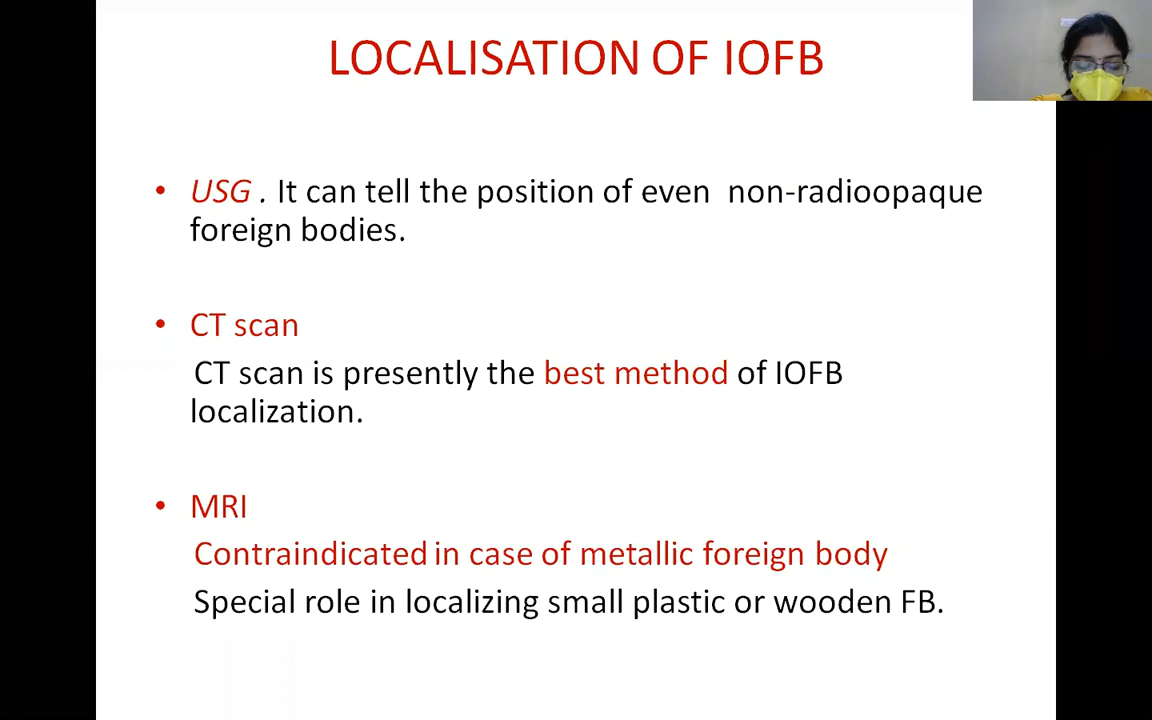 LOCALISATION OF IOFB
• USG . It can tell the position of even non-radioopaque
foreign bodies.
• CT scan
CT scan is presently the best method of IOFB
localization.
• MRI
Contraindicated in case of metallic foreign body
Special role in localizing small plastic or wooden FB.